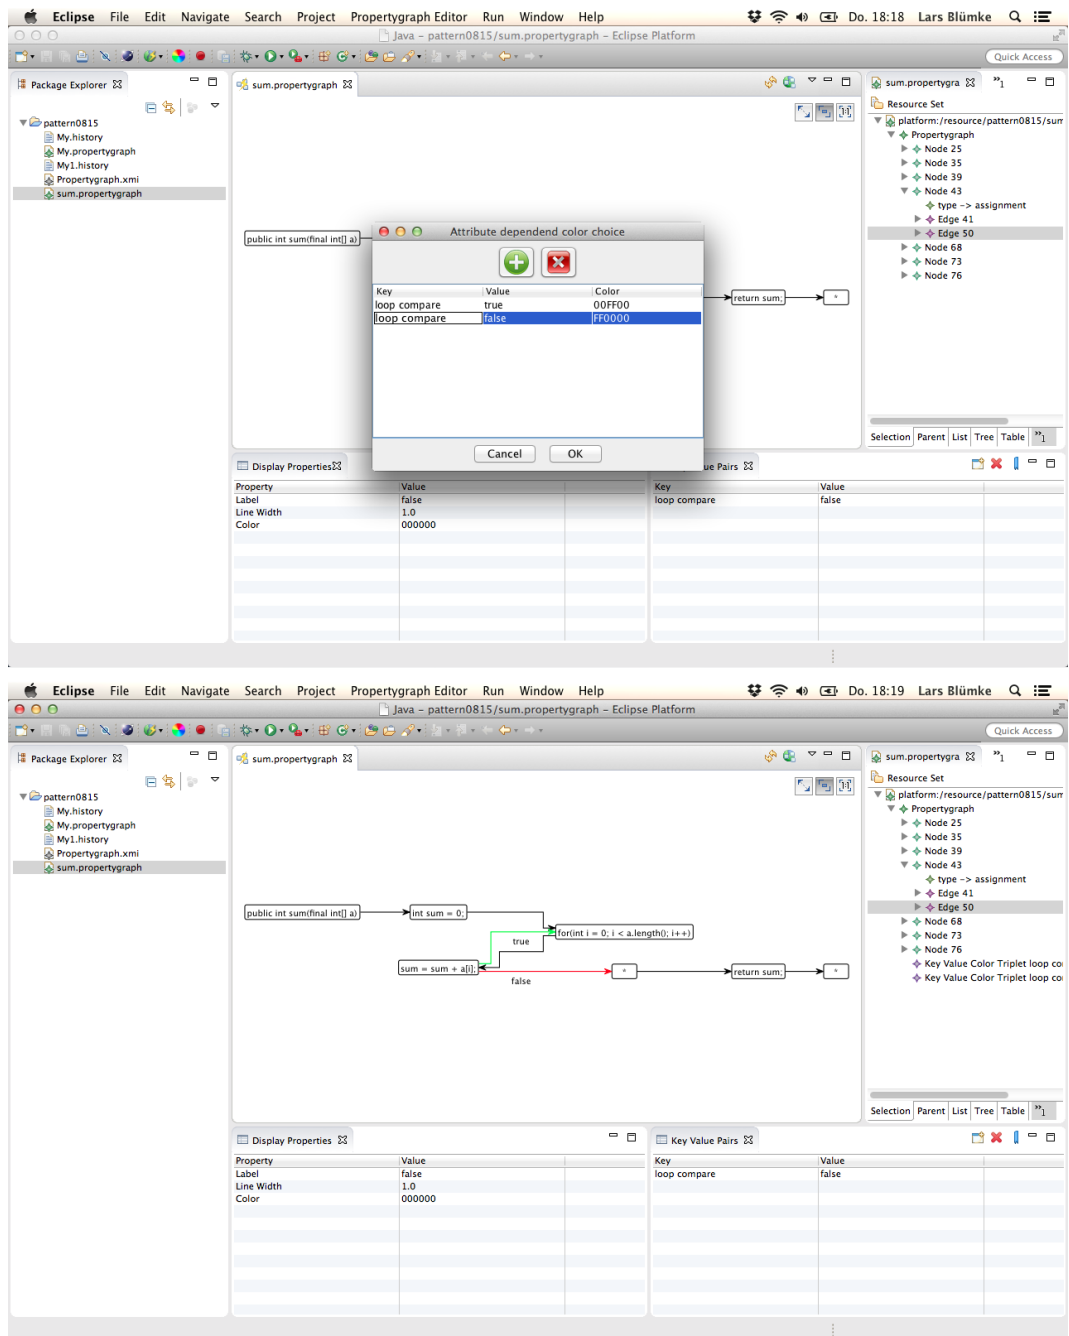 Eclipse File Edit Navigate Search Project Propertygraph Editor Run Window Help Do. 18:18 Lars Blümke
Java – pattern0815/sum.propertygraph – Eclipse Platform
Quick Access
Package Explorer
sum.propertygraph
sum.propertygra
»1
Resource Set
pattern0815
My.history
My.propertygraph
My1.history
Propertygraph.xmi
sum.propertygraph
platform:/resource/pattern0815/sum
Propertygraph
Node 25
Node 35
Node 39
Node 43
type -> assignment
Edge 41
Edge 50
Node 68
Node 73
Node 76
public int sum(final int[] a)
return sum;
*
Attribute dependend color choice
Key Value Color
loop compare true 00FF00
loop compare false FF0000
Cancel OK
Selection Parent List Tree Table »1
Display Properties
Property Value
Label false
Line Width 1.0
Color 000000
ue Pairs
Key Value
loop compare false
Eclipse File Edit Navigate Search Project Propertygraph Editor Run Window Help Do. 18:19 Lars Blümke
Java – pattern0815/sum.propertygraph – Eclipse Platform
Quick Access
Package Explorer
sum.propertygraph
sum.propertygra
»1
Resource Set
pattern0815
My.history
My.propertygraph
My1.history
Propertygraph.xmi
sum.propertygraph
platform:/resource/pattern0815/sum
Propertygraph
Node 25
Node 35
Node 39
Node 43
type -> assignment
Edge 41
Edge 50
Node 68
Node 73
Node 76
Key Value Color Triplet loop co
Key Value Color Triplet loop co
public int sum(final int[] a)
int sum = 0;
for(int i = 0; i < a.length(); i++)
true
sum = sum + a[i];
*
return sum;
*
false
Selection Parent List Tree Table »1
Display Properties
Property Value
Label false
Line Width 1.0
Color 000000
Key Value Pairs
Key Value
loop compare false